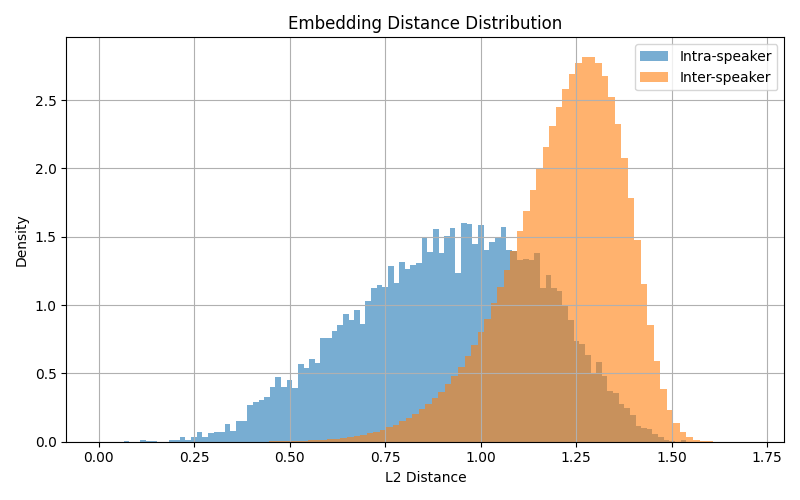 Embedding Distance Distribution
Intra-speaker
Inter-speaker
Density
2.5
2.0
1.5
1.0
0.5
0.0
0.00 0.25 0.50 0.75 1.00 1.25 1.50 1.75
L2 Distance